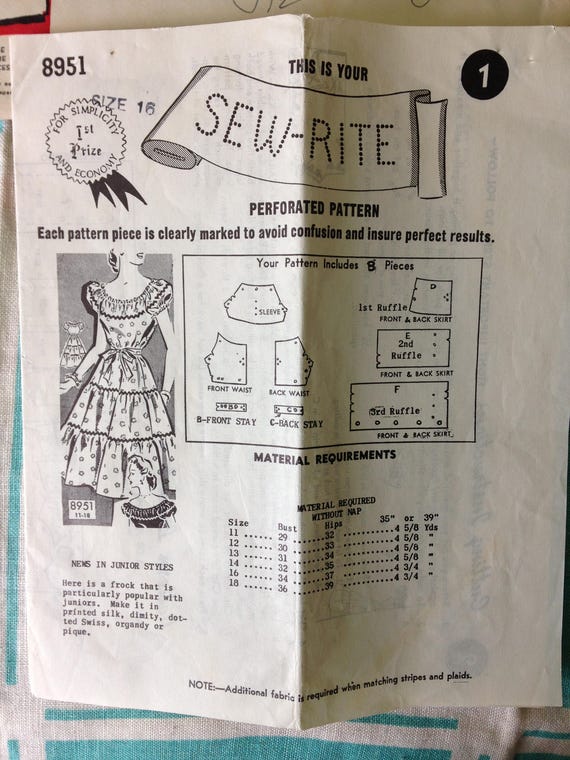 8951
THIS IS YOUR
1
SIZE 16
FOR SIMPLICITY
1st
Prize
AND ECONOMY
SEW-RITE
PERFORATED PATTERN
Each pattern piece is clearly marked to avoid confusion and insure perfect results.
Your Pattern Includes 8 Pieces
SLEEVE
D
1st Ruffle
FRONT & BACK SKIRT
E
2nd
Ruffle
FRONT & BACK SKIRT
FRONT WAIST
BACK WAIST
F
3rd Ruffle
FRONT & BACK SKIRT
B-FRONT STAY
C-BACK STAY
MATERIAL REQUIREMENTS
8951
11-18
MATERIAL REQUIRED
WITHOUT NAP
Size Bust Hips 35" or 39"
11 ...... 29 ......32 ...........4 5/8 Yds
12 ...... 30 ......33 ...........4 5/8 "
13 ...... 31 ......34 ...........4 5/8 "
14 ...... 32 ......35 ...........4 3/4 "
16 ...... 34 ......37 ...........4 3/4 "
18 ...... 36 ......39 ...........4 3/4 "
NEWS IN JUNIOR STYLES
Here is a frock that is
particularly popular with
juniors. Make it in
printed silk, dimity, dot-
ted Swiss, organdy or
pique.
NOTE:—Additional fabric is required when matching stripes and plaids.